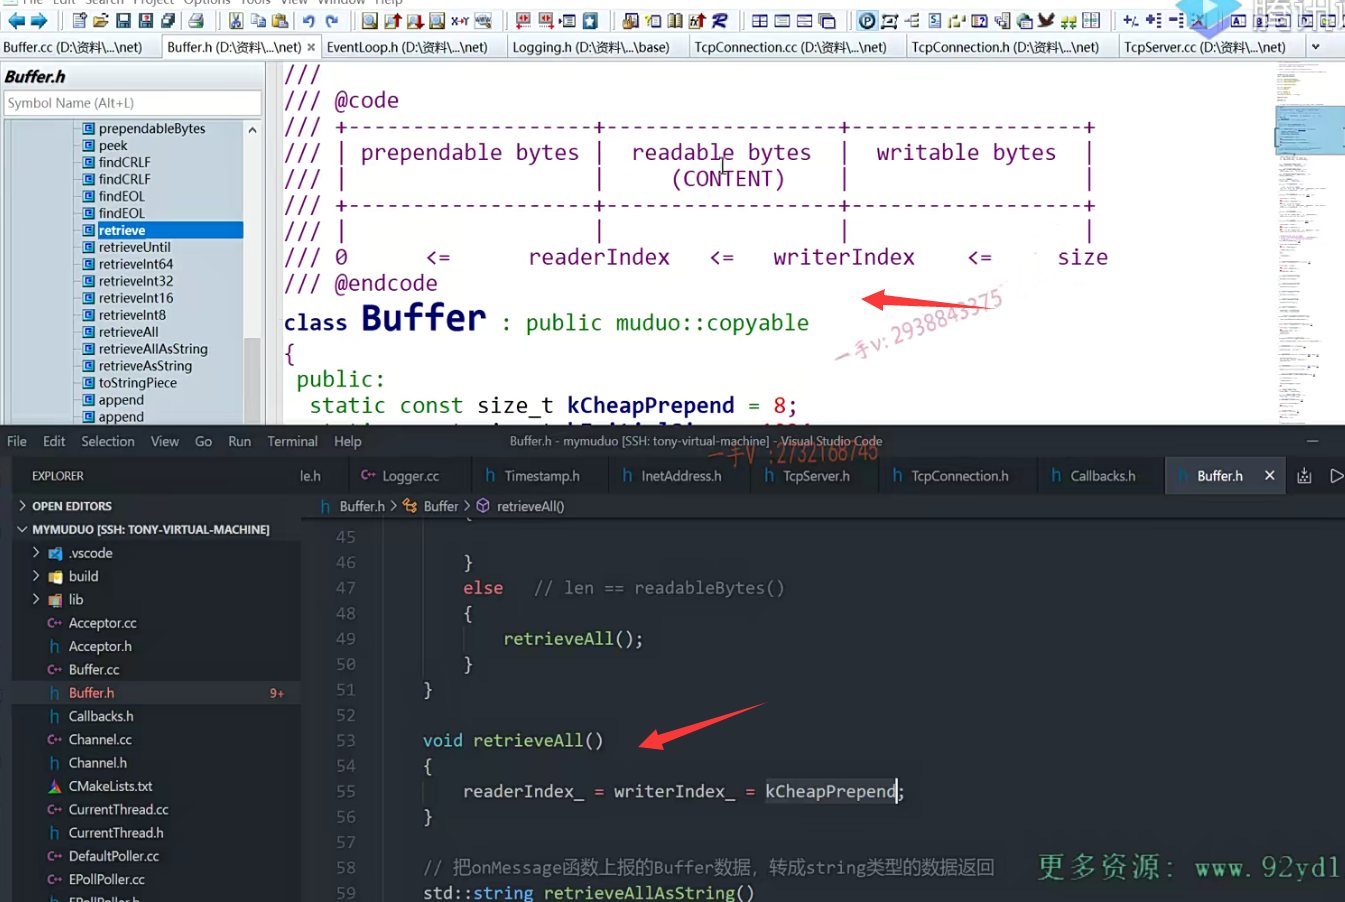 File Edit Search Project Options Tools View Window Help
腾讯
Buffer.cc (D:\资料\...\net) Buffer.h (D:\资料\...\net) × EventLoop.h (D:\资料\...\net) Logging.h (D:\资料\...\base) TcpConnection.cc (D:\资料\...\net) TcpConnection.h (D:\资料\...\net) TcpServer.cc (D:\资料\...\net)
Buffer.h
Symbol Name (Alt+L)
prependableBytes
peek
findCRLF
findCRLF
findEOL
findEOL
retrieve
retrieveUntil
retrieveInt64
retrieveInt32
retrieveInt16
retrieveInt8
retrieveAll
retrieveAllAsString
retrieveAsString
toStringPiece
append
append
///
/// @code
/// +-------------------+------------------+------------------+
/// | prependable bytes | readable bytes | writable bytes |
/// | | (CONTENT) | |
/// +-------------------+------------------+------------------+
/// | | | |
/// 0 <= readerIndex <= writerIndex <= size
/// @endcode
class Buffer : public muduo::copyable
{
public:
static const size_t kCheapPrepend = 8;
一手v: 2938843375
File Edit Selection View Go Run Terminal Help
Buffer.h - mymuduo [SSH: tony-virtual-machine] - Visual Studio Code
一手V :2732168745
EXPLORER
le.h Logger.cc Timestamp.h InetAddress.h TcpServer.h TcpConnection.h Callbacks.h Buffer.h ×
OPEN EDITORS
MYMUDUO [SSH: TONY-VIRTUAL-MACHINE]
.vscode
build
lib
Acceptor.cc
Acceptor.h
Buffer.cc
Buffer.h 9+
Callbacks.h
Channel.cc
Channel.h
CMakeLists.txt
CurrentThread.cc
CurrentThread.h
DefaultPoller.cc
EPollPoller.cc
EPollPoller.h
Buffer.h > Buffer > retrieveAll()
{
45
46 }
47 else // len == readableBytes()
48 {
49 retrieveAll();
50 }
51 }
52
53 void retrieveAll()
54 {
55 readerIndex_ = writerIndex_ = kCheapPrepend;
56 }
57
58 // 把onMessage函数上报的Buffer数据，转成string类型的数据返回
59 std::string retrieveAllAsString()
更多资源：www.92yd1